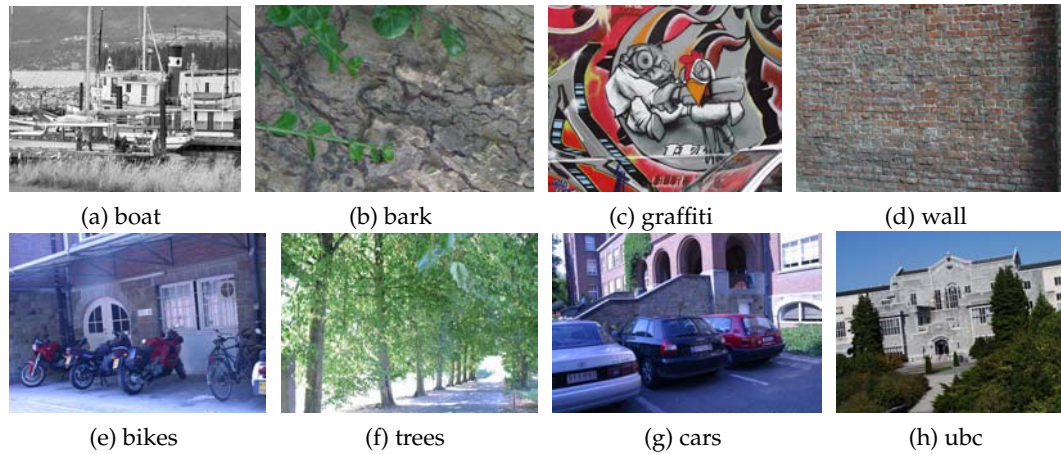 (a) boat
(b) bark
(c) graffiti
(d) wall
(e) bikes
(f) trees
(g) cars
(h) ubc